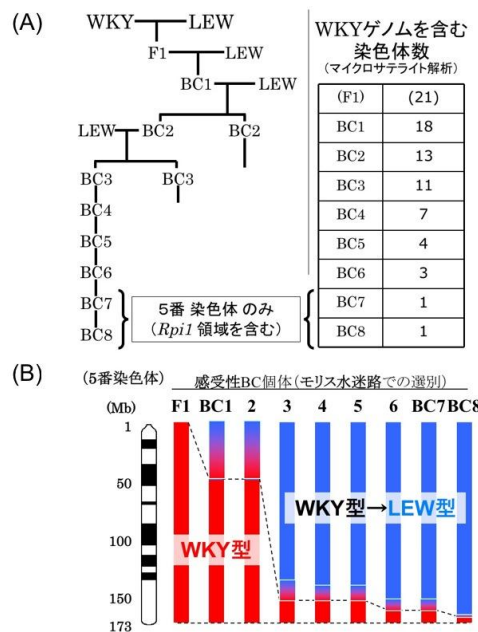 (A)
WKY LEW
F1 LEW
BC1 LEW
LEW BC2 BC2
BC3 BC3
BC4
BC5
BC6
BC7
BC8
5番 染色体 のみ
(Rpi1 領域を含む)
WKYゲノムを含む
染色体数
(マイクロサテライト解析)
(F1) (21)
BC1 18
BC2 13
BC3 11
BC4 7
BC5 4
BC6 3
BC7 1
BC8 1
(B)
(5番染色体) 感受性BC個体(モリス水迷路での選別)
(Mb) F1 BC1 2 3 4 5 6 BC7 BC8
1
50
100
150
173
WKY型→LEW型
WKY型